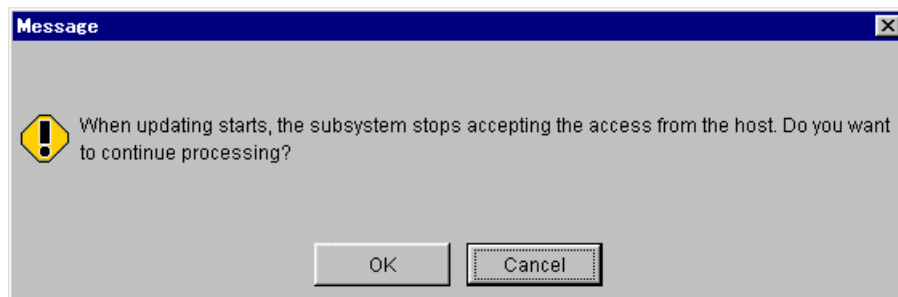 Message
When updating starts, the subsystem stops accepting the access from the host. Do you want
to continue processing?
OK
Cancel